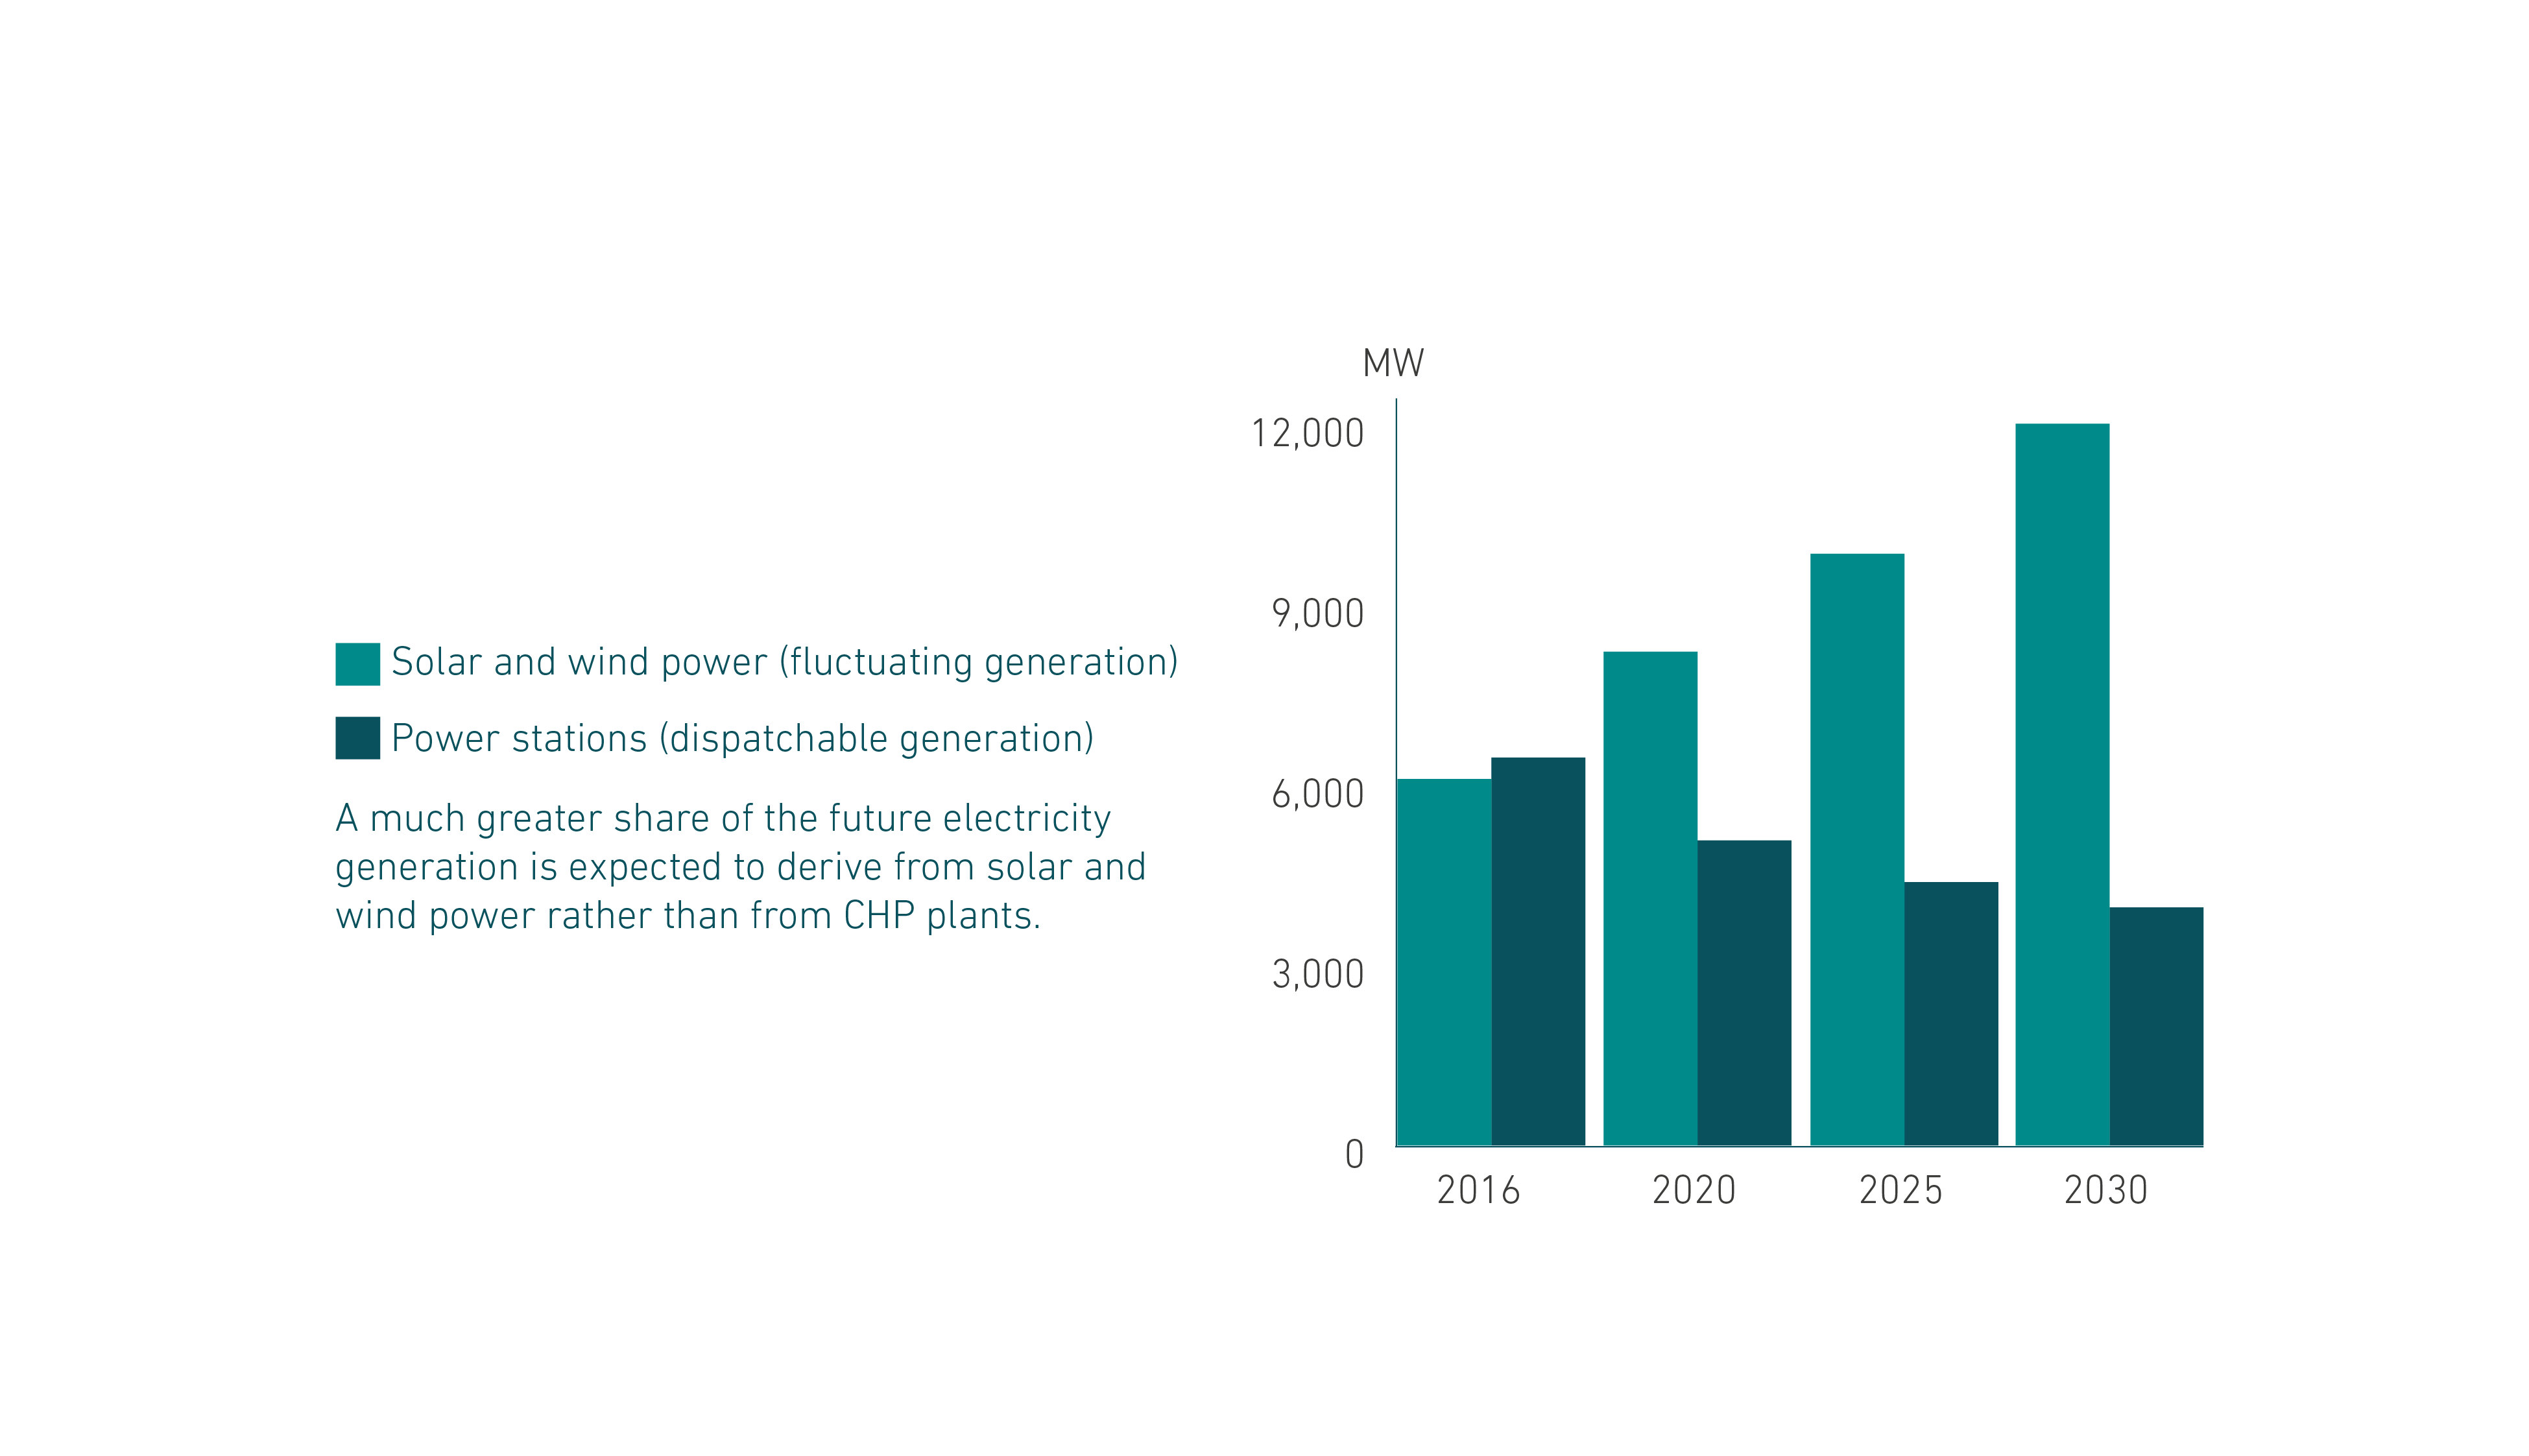 Solar and wind power (fluctuating generation)
Power stations (dispatchable generation)
A much greater share of the future electricity
generation is expected to derive from solar and
wind power rather than from CHP plants.
MW
12,000
9,000
6,000
3,000
0
2016 2020 2025 2030